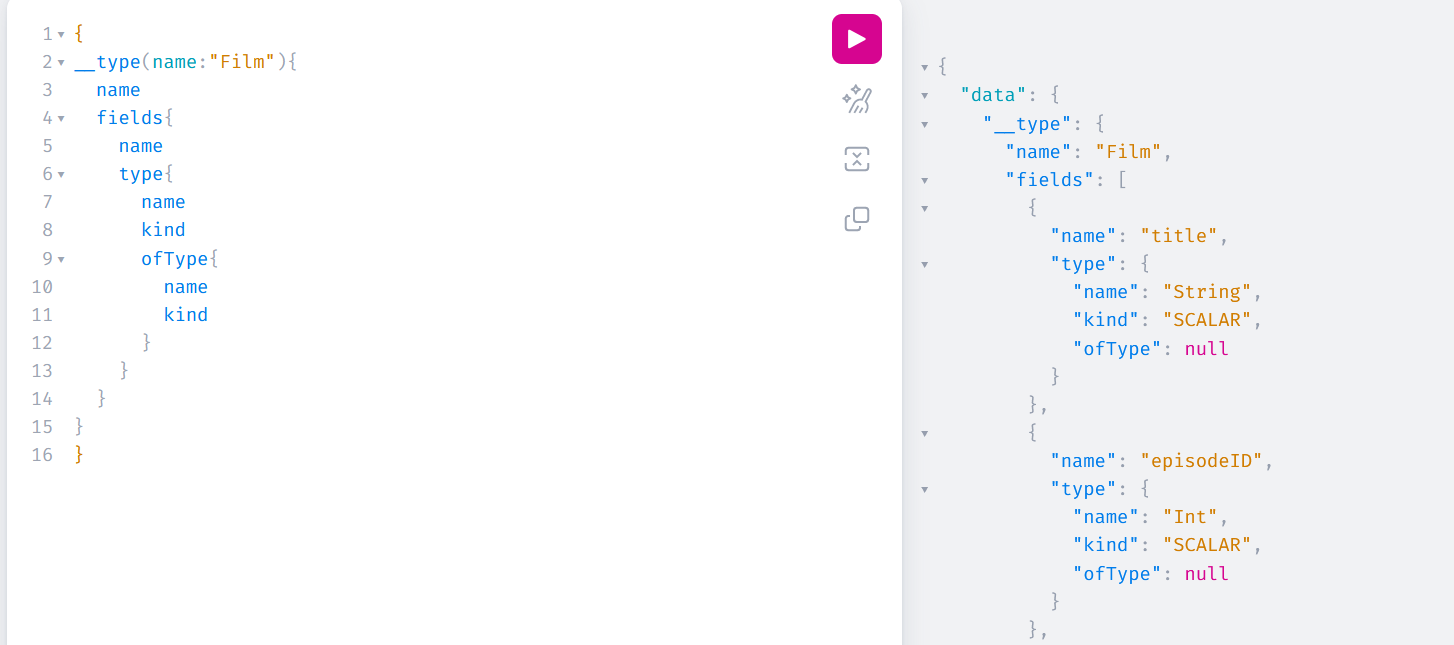 1 {
2 __type(name:"Film"){
3   name
4   fields{
5     name
6     type{
7       name
8       kind
9       ofType{
10         name
11         kind
12       }
13     }
14   }
15 }
16 }
{
  "data": {
    "__type": {
      "name": "Film",
      "fields": [
        {
          "name": "title",
          "type": {
            "name": "String",
            "kind": "SCALAR",
            "ofType": null
          }
        },
        {
          "name": "episodeID",
          "type": {
            "name": "Int",
            "kind": "SCALAR",
            "ofType": null
          }
        },